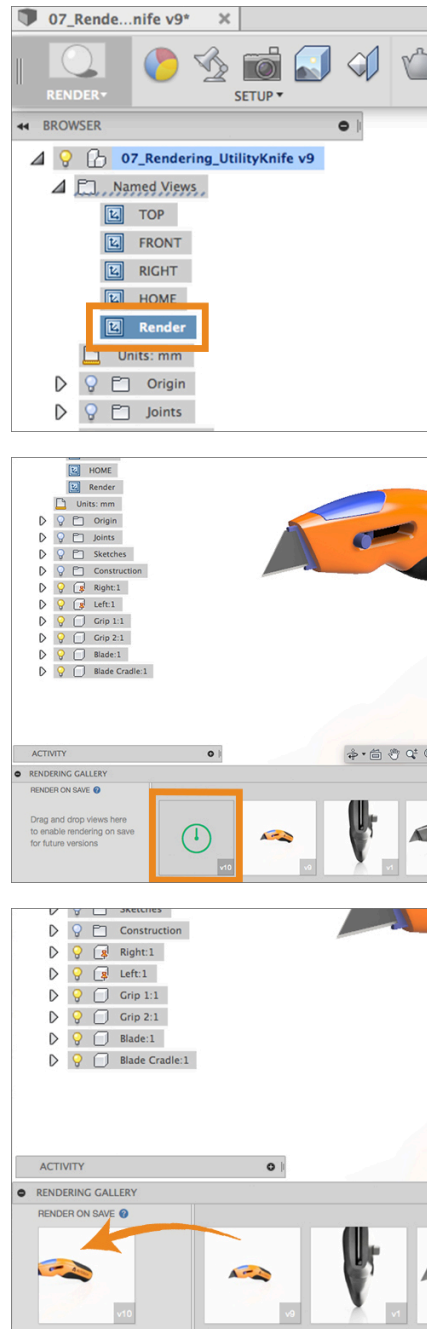 07_Rende...nife v9*
RENDER
SETUP
BROWSER
07_Rendering_UtilityKnife v9
Named Views
TOP
FRONT
RIGHT
HOME
Render
Units: mm
Origin
Joints
HOME
Render
Units: mm
Origin
Joints
Sketches
Construction
Right:1
Left:1
Grip 1:1
Grip 2:1
Blade:1
Blade Cradle:1
ACTIVITY
RENDERING GALLERY
RENDER ON SAVE
Drag and drop views here
to enable rendering on save
for future versions
v10
v9
v1
Sketches
Construction
Right:1
Left:1
Grip 1:1
Grip 2:1
Blade:1
Blade Cradle:1
ACTIVITY
RENDERING GALLERY
RENDER ON SAVE
v10
v9
v1